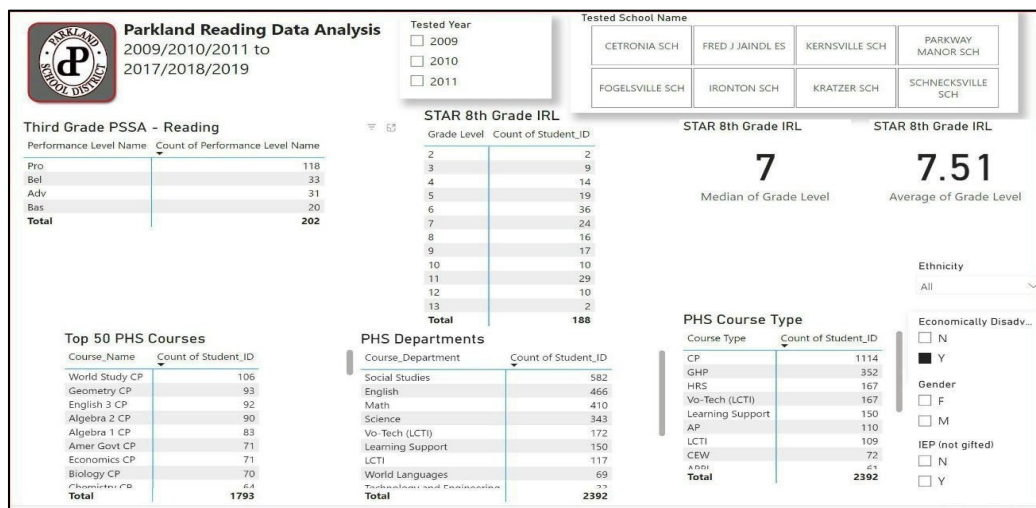 PARKLAND
SCHOOL DISTRICT
Parkland Reading Data Analysis
2009/2010/2011 to
2017/2018/2019
Tested Year
2009
2010
2011
Tested School Name
CETRONIA SCH
FRED J JAINDL ES
KERNSVILLE SCH
PARKWAY
MANOR SCH
FOGELSVILLE SCH
IRONTON SCH
KRATZER SCH
SCHNECKSVILLE
SCH
Third Grade PSSA - Reading
Performance Level Name Count of Performance Level Name
Pro 118
Bel 33
Adv 31
Bas 20
Total 202
STAR 8th Grade IRL
Grade Level Count of Student_ID
2 2
3 9
4 14
5 19
6 36
7 24
8 16
9 17
10 10
11 29
12 10
13 2
Total 188
STAR 8th Grade IRL
7
Median of Grade Level
STAR 8th Grade IRL
7.51
Average of Grade Level
Ethnicity
All
Top 50 PHS Courses
Course_Name Count of Student_ID
World Study CP 106
Geometry CP 93
English 3 CP 92
Algebra 2 CP 90
Algebra 1 CP 83
Amer Govt CP 71
Economics CP 71
Biology CP 70
Chemistry CP 64
Total 1793
PHS Departments
Course_Department Count of Student_ID
Social Studies 582
English 466
Math 410
Science 343
Vo-Tech (LCTI) 172
Learning Support 150
LCTI 117
World Languages 69
Technology and Engineering
Total 2392
PHS Course Type
Course Type Count of Student_ID
CP 1114
GHP 352
HRS 167
Vo-Tech (LCTI) 167
Learning Support 150
AP 110
LCTI 109
CEW 72
Total 2392
Economically Disadv...
N
Y
Gender
F
M
IEP (not gifted)
N
Y